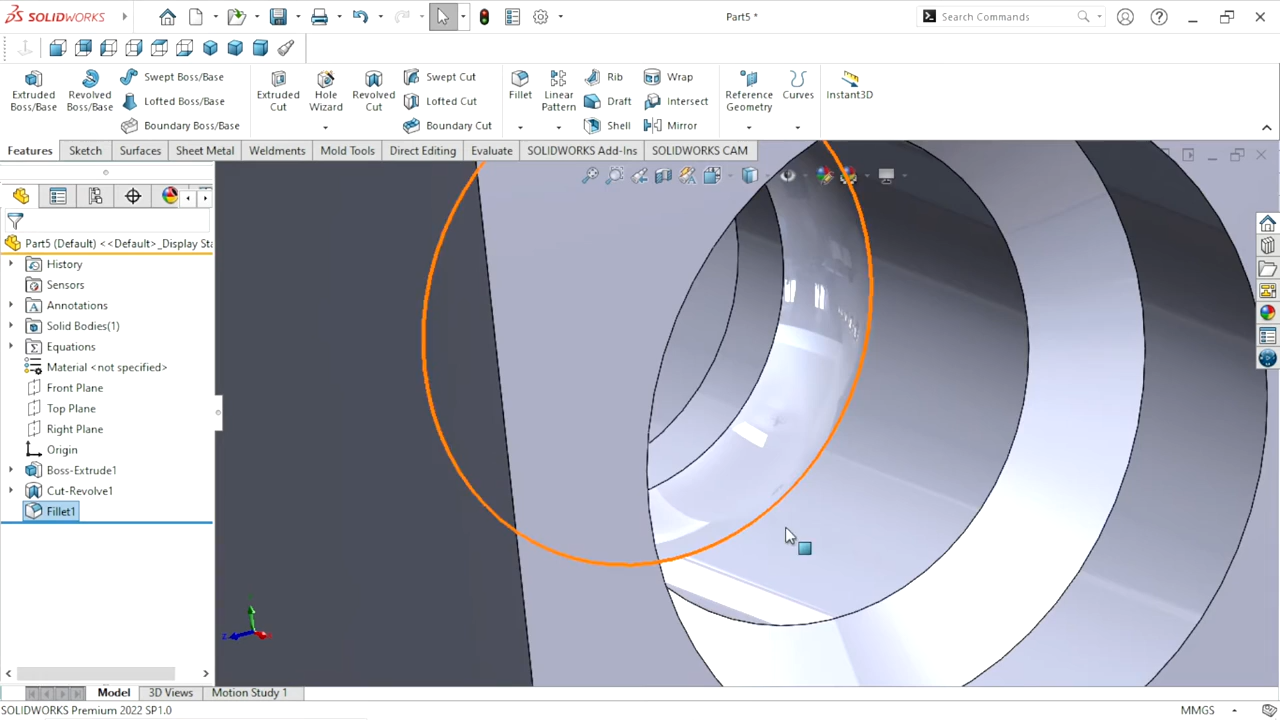 SOLIDWORKS
Part5 *
Search Commands
Extruded Boss/Base
Revolved Boss/Base
Swept Boss/Base
Lofted Boss/Base
Boundary Boss/Base
Extruded Cut
Hole Wizard
Revolved Cut
Swept Cut
Lofted Cut
Boundary Cut
Fillet
Linear Pattern
Rib
Draft
Shell
Wrap
Intersect
Mirror
Reference Geometry
Curves
Instant3D
Features
Sketch
Surfaces
Sheet Metal
Weldments
Mold Tools
Direct Editing
Evaluate
SOLIDWORKS Add-Ins
SOLIDWORKS CAM
Part5 (Default) <<Default>_Display Sta
History
Sensors
Annotations
Solid Bodies(1)
Equations
Material <not specified>
Front Plane
Top Plane
Right Plane
Origin
Boss-Extrude1
Cut-Revolve1
Fillet1
Model
3D Views
Motion Study 1
SOLIDWORKS Premium 2022 SP1.0
MMGS